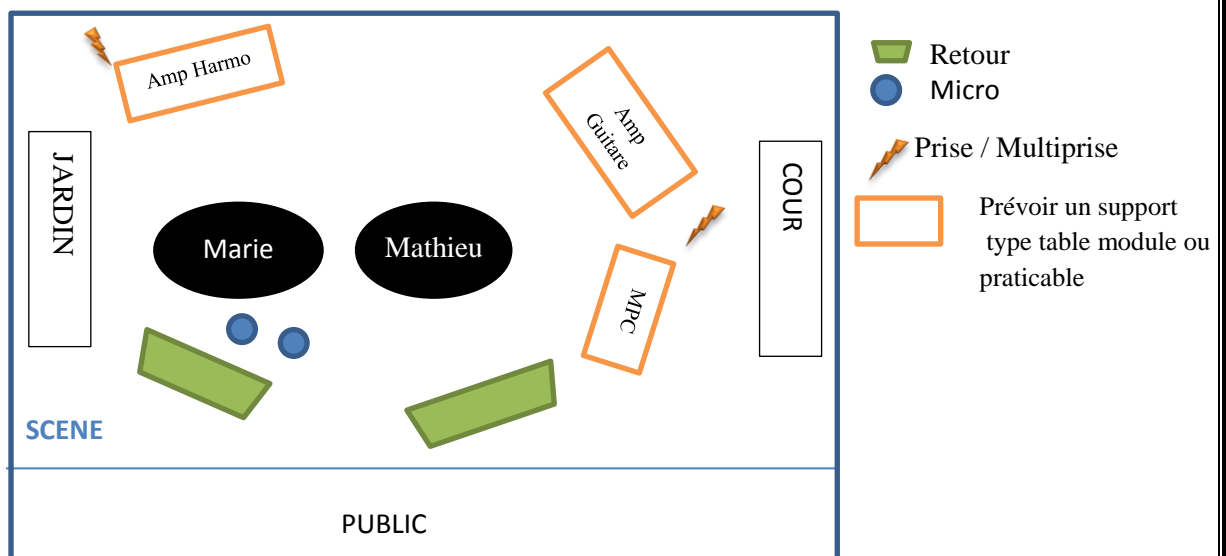 Amp Harmo
Amp
Guitare
JARDIN
COUR
Marie
Mathieu
MPC
SCENE
PUBLIC
Retour
Micro
Prise / Multiprise
Prévoir un support
type table module ou
praticable